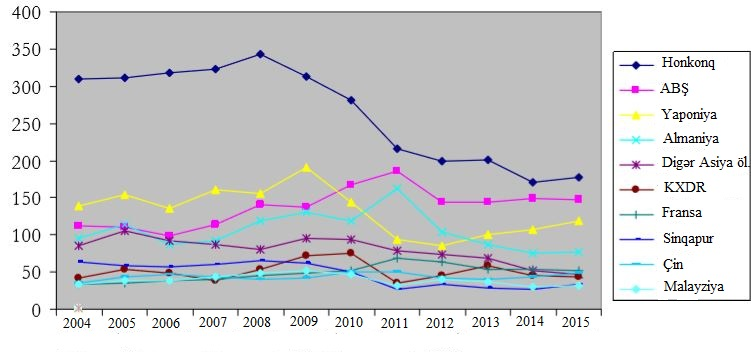 400
350
300
250
200
150
100
50
0
2004 2005 2006 2007 2008 2009 2010 2011 2012 2013 2014 2015
Honkonq
ABŞ
Yaponiya
Almaniya
Digər Asiya öl.
KXDR
Fransa
Sinqapur
Çin
Malayziya